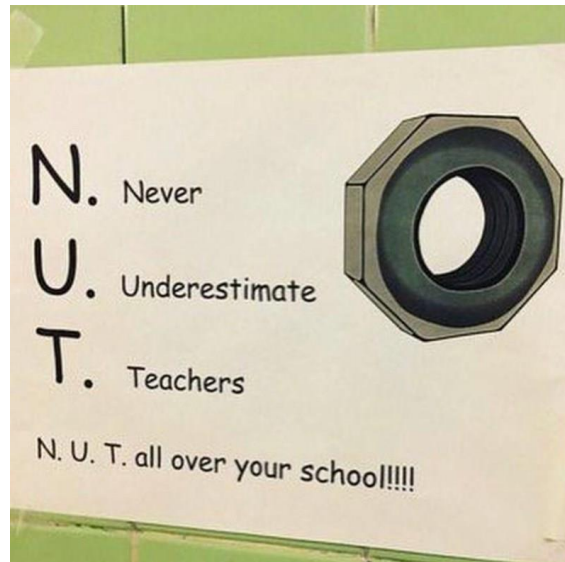 N. Never
U. Underestimate
T. Teachers
N. U. T. all over your school!!!!